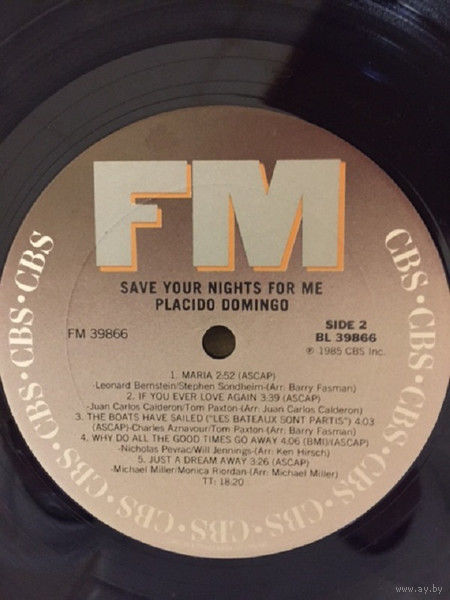 FM
SAVE YOUR NIGHTS FOR ME
PLACIDO DOMINGO
FM 39866
SIDE 2
BL 39866
℗ 1985 CBS Inc.
1. MARIA 2:52 (ASCAP)
-Leonard Bernstein/Stephen Sondheim-(Arr: Barry Fasman)
2. IF YOU EVER LOVE AGAIN 3:39 (ASCAP)
-Juan Carlos Calderon/Tom Paxton-(Arr: Juan Carlos Calderon)
3. THE BOATS HAVE SAILED ("LES BATEAUX SONT PARTIS") 4:03
(ASCAP)-Charles Aznavour/Tom Paxton-(Arr: Barry Fasman)
4. WHY DO ALL THE GOOD TIMES GO AWAY 4:06 (BMI)/(ASCAP)
-Nicholas Peyrac/Will Jennings-(Arr: Ken Hirsch)
5. JUST A DREAM AWAY 3:26 (ASCAP)
-Michael Miller/Monica Riordan-(Arr: Michael Miller)
TT: 18:20
CBS•CBS•CBS•CBS•CBS•CBS•CBS•CBS•CBS•CBS•CBS
www.ay.by